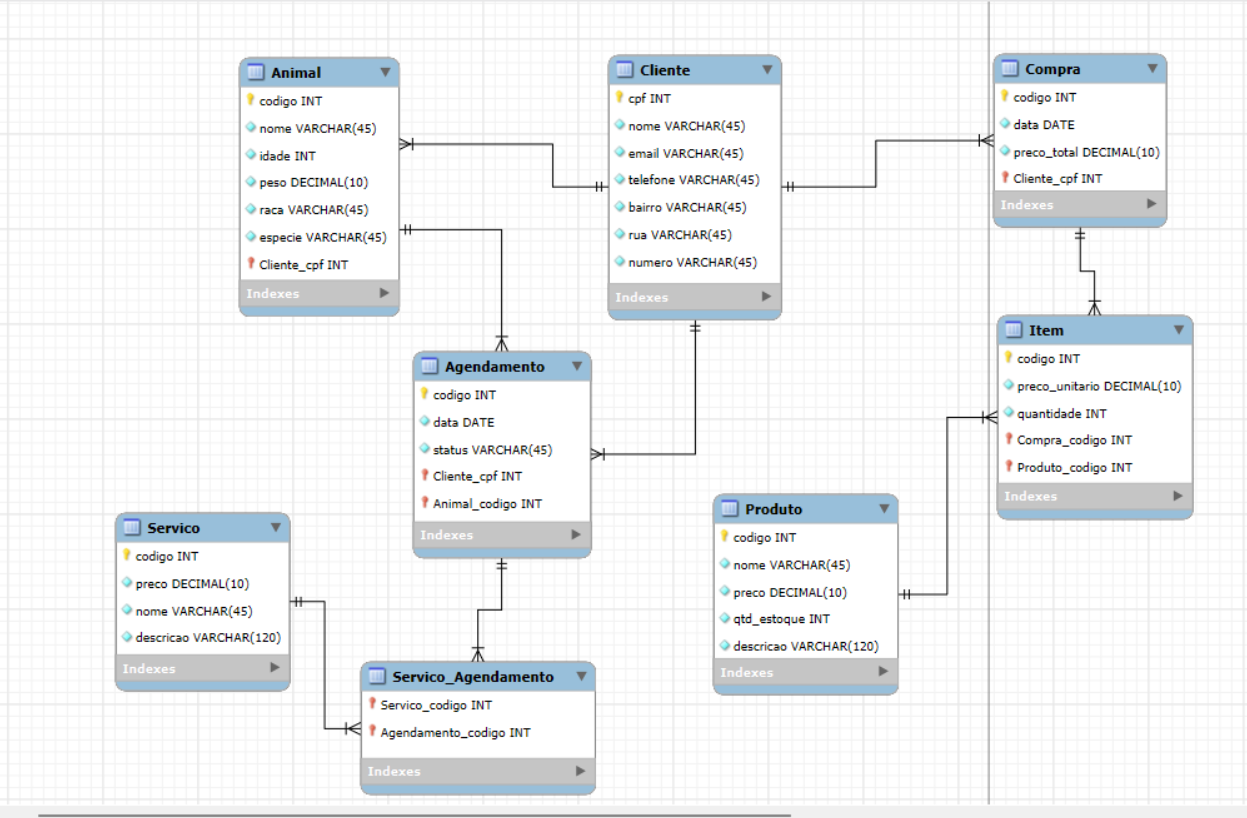 Animal
codigo INT
nome VARCHAR(45)
idade INT
peso DECIMAL(10)
raca VARCHAR(45)
especie VARCHAR(45)
Cliente_cpf INT
Indexes
Cliente
cpf INT
nome VARCHAR(45)
email VARCHAR(45)
telefone VARCHAR(45)
bairro VARCHAR(45)
rua VARCHAR(45)
numero VARCHAR(45)
Indexes
Compra
codigo INT
data DATE
preco_total DECIMAL(10)
Cliente_cpf INT
Indexes
Agendamento
codigo INT
data DATE
status VARCHAR(45)
Cliente_cpf INT
Animal_codigo INT
Indexes
Item
codigo INT
preco_unitario DECIMAL(10)
quantidade INT
Compra_codigo INT
Produto_codigo INT
Indexes
Servico
codigo INT
preco DECIMAL(10)
nome VARCHAR(45)
descricao VARCHAR(120)
Indexes
Produto
codigo INT
nome VARCHAR(45)
preco DECIMAL(10)
qtd_estoque INT
descricao VARCHAR(120)
Indexes
Servico_Agendamento
Servico_codigo INT
Agendamento_codigo INT
Indexes